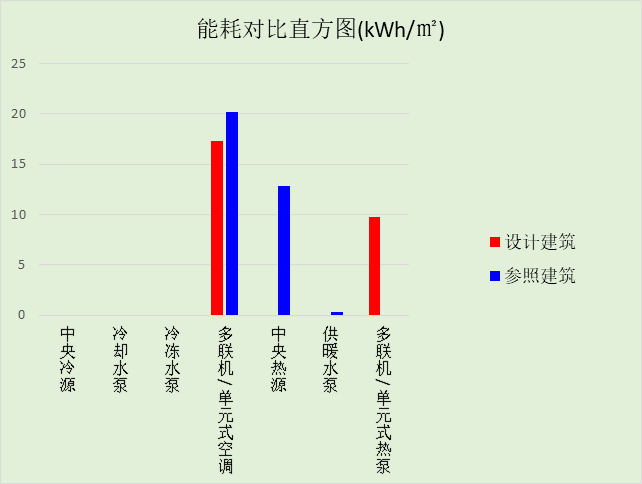 能耗对比直方图(kWh/㎡)
25
20
15
10
5
0
中央冷源
冷却水泵
冷冻水泵
多联机/单元式空调
中央热源
供暖水泵
多联机/单元式热泵
设计建筑
参照建筑